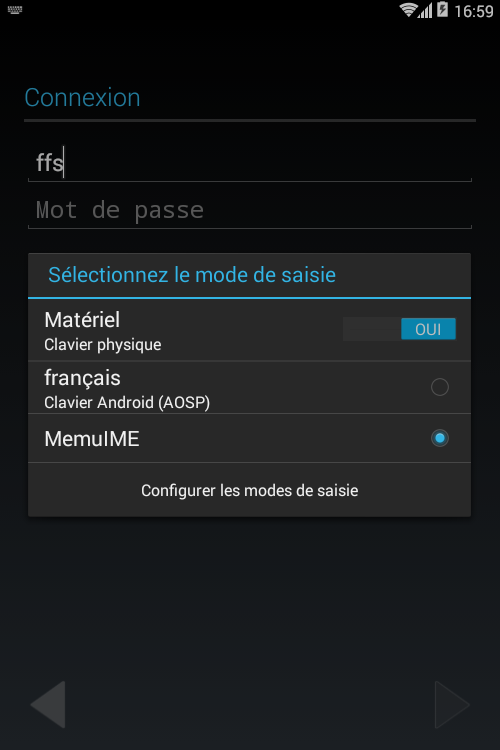 16:59
Connexion
ffs
Mot de passe
Sélectionnez le mode de saisie
Matériel
Clavier physique
OUI
français
Clavier Android (AOSP)
MemuIME
Configurer les modes de saisie